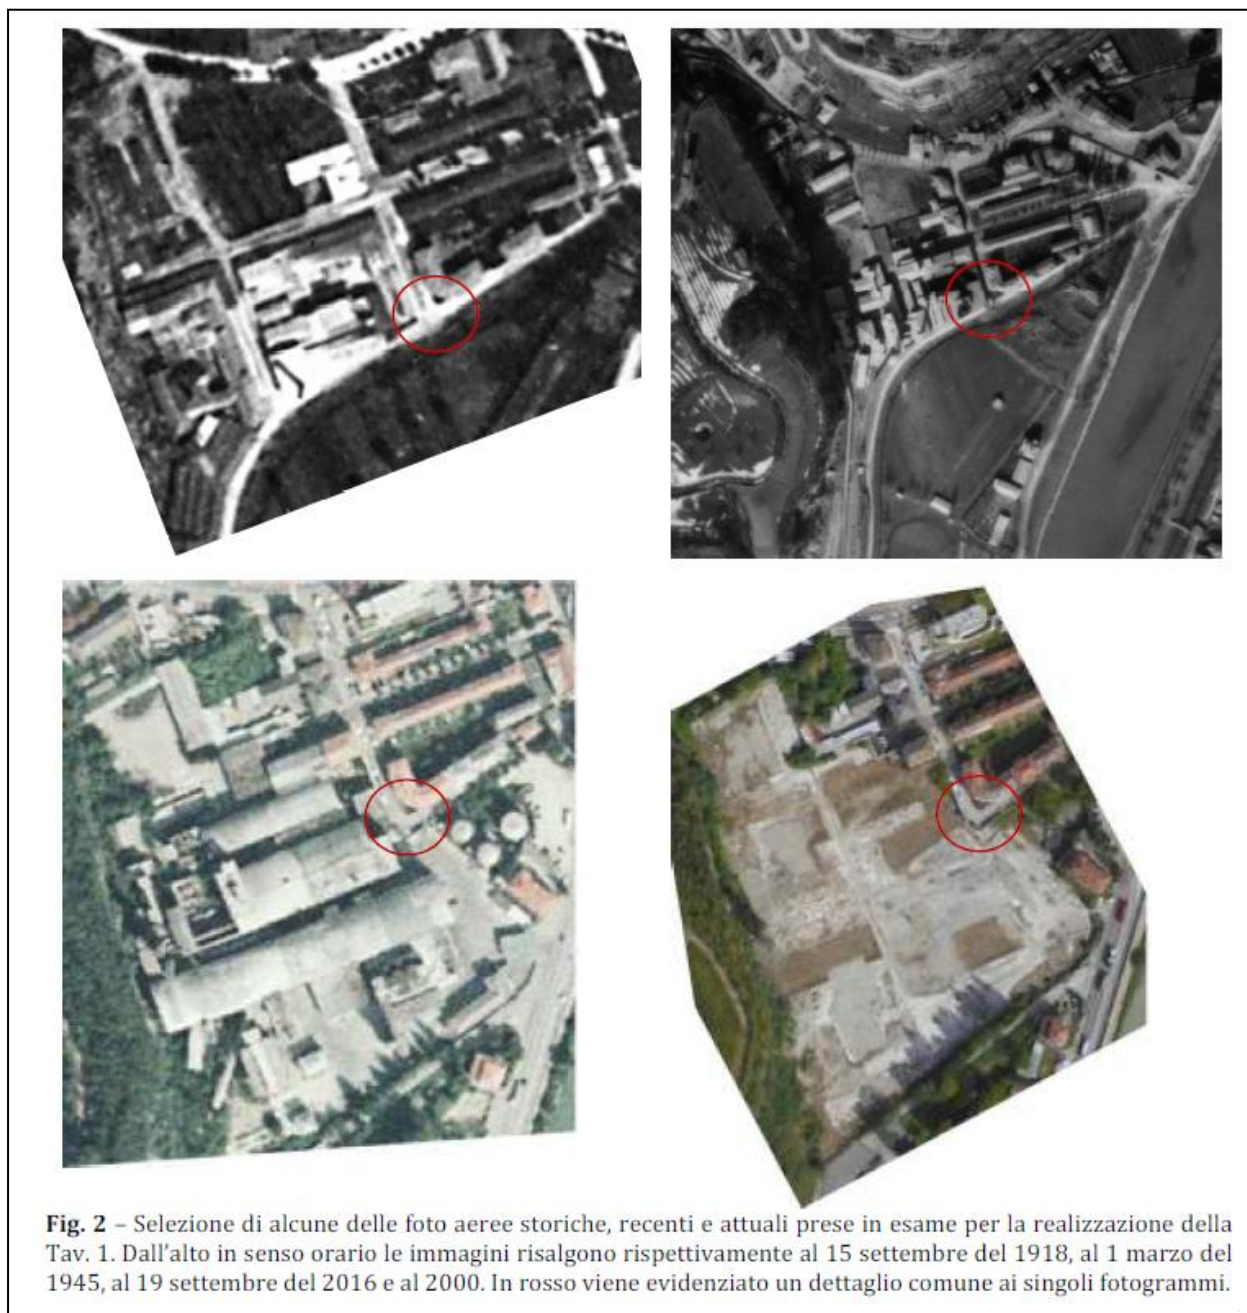 Fig. 2 – Selezione di alcune delle foto aeree storiche, recenti e attuali prese in esame per la realizzazione della
Tav. 1. Dall'alto in senso orario le immagini risalgono rispettivamente al 15 settembre del 1918, al 1 marzo del
1945, al 19 settembre del 2016 e al 2000. In rosso viene evidenziato un dettaglio comune ai singoli fotogrammi.